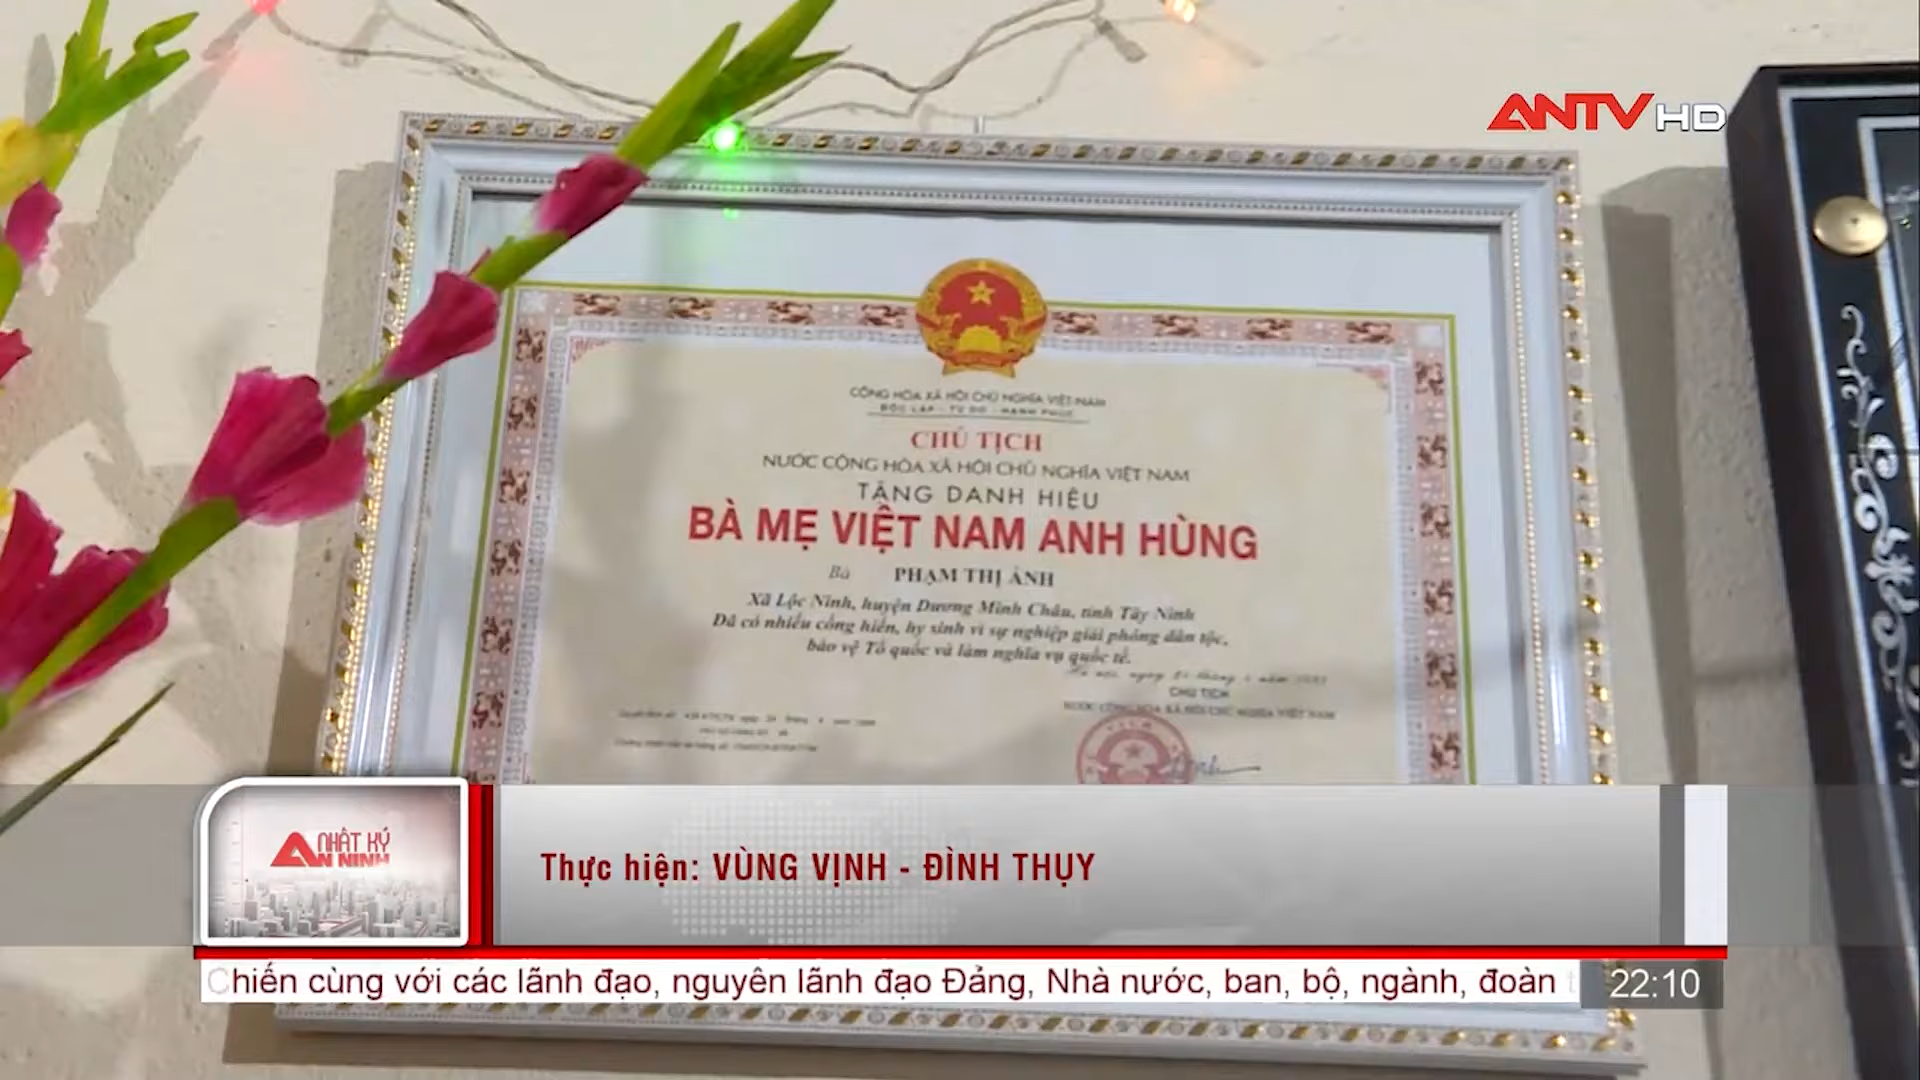 ANTV HD
CỘNG HÒA XÃ HỘI CHỦ NGHĨA VIỆT NAM
ĐỘC LẬP - TỰ DO - HẠNH PHÚC
CHỦ TỊCH
NƯỚC CỘNG HÒA XÃ HỘI CHỦ NGHĨA VIỆT NAM
TẶNG DANH HIỆU
BÀ MẸ VIỆT NAM ANH HÙNG
Bà PHẠM THỊ ẢNH
Xã Lộc Ninh, huyện Dương Minh Châu, tỉnh Tây Ninh
Đã có nhiều cống hiến, hy sinh vì sự nghiệp giải phóng dân tộc,
bảo vệ Tổ quốc và làm nghĩa vụ quốc tế.
CHỦ TỊCH
NƯỚC CỘNG HÒA XÃ HỘI CHỦ NGHĨA VIỆT NAM
NHẬT KÝ
AN NINH
Thực hiện: VÙNG VỊNH - ĐÌNH THỤY
Chiến cùng với các lãnh đạo, nguyên lãnh đạo Đảng, Nhà nước, ban, bộ, ngành, đoàn
22:10